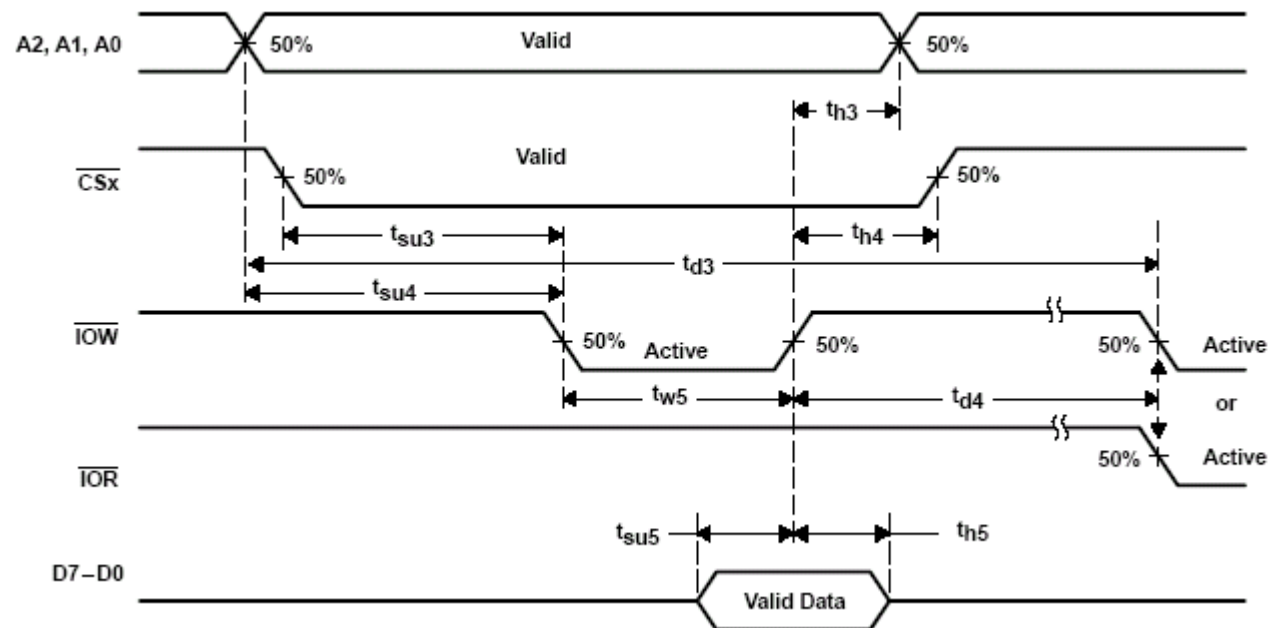 A2, A1, A0
50%
Valid
50%
th3
CSx
50%
Valid
50%
tsu3
th4
td3
tsu4
IOW
50%
Active
50%
50%
Active
tw5
td4
or
IOR
50%
Active
tsu5
th5
D7–D0
Valid Data